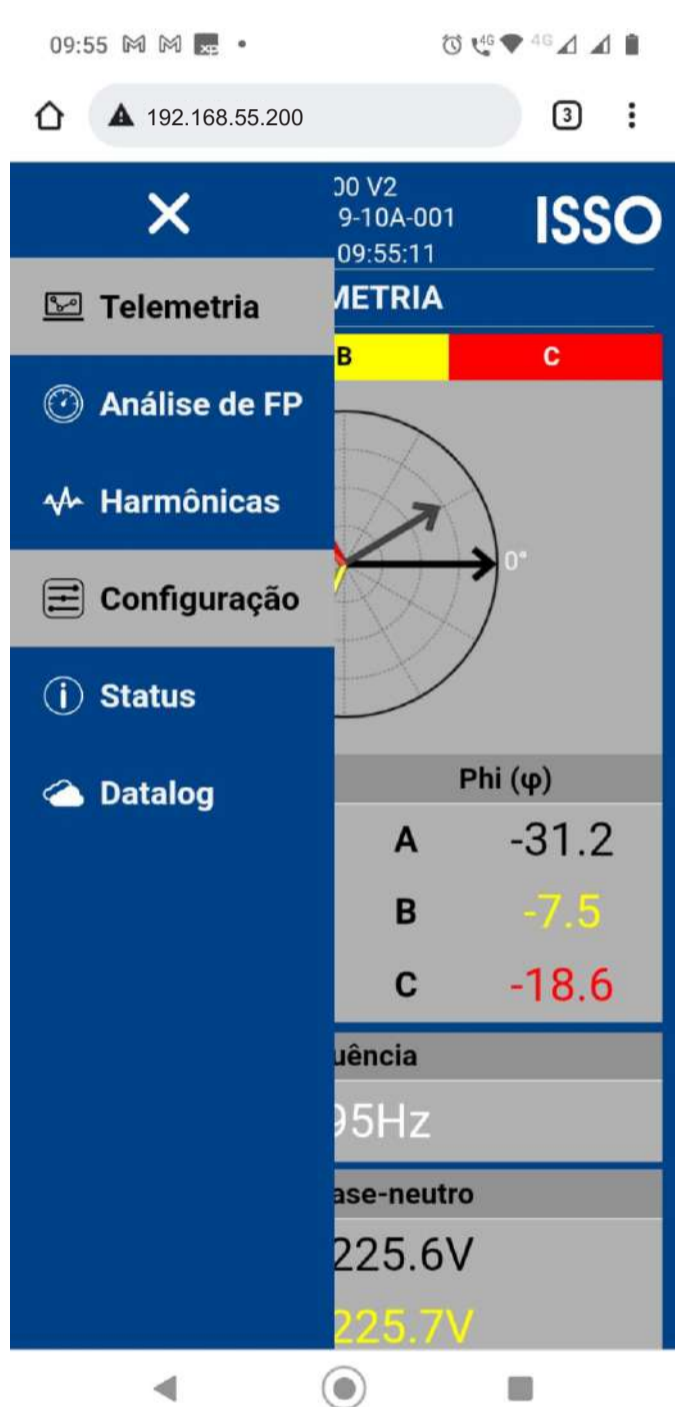 09:55
4G
4G
192.168.55.200
3
00 V2
9-10A-001
09:55:11
ISSO
Telemetria
METRIA
B
C
Análise de FP
Harmônicas
0°
Configuração
Status
Datalog
Phi (φ)
A
-31.2
B
-7.5
C
-18.6
uência
95Hz
ase-neutro
225.6V
225.7V